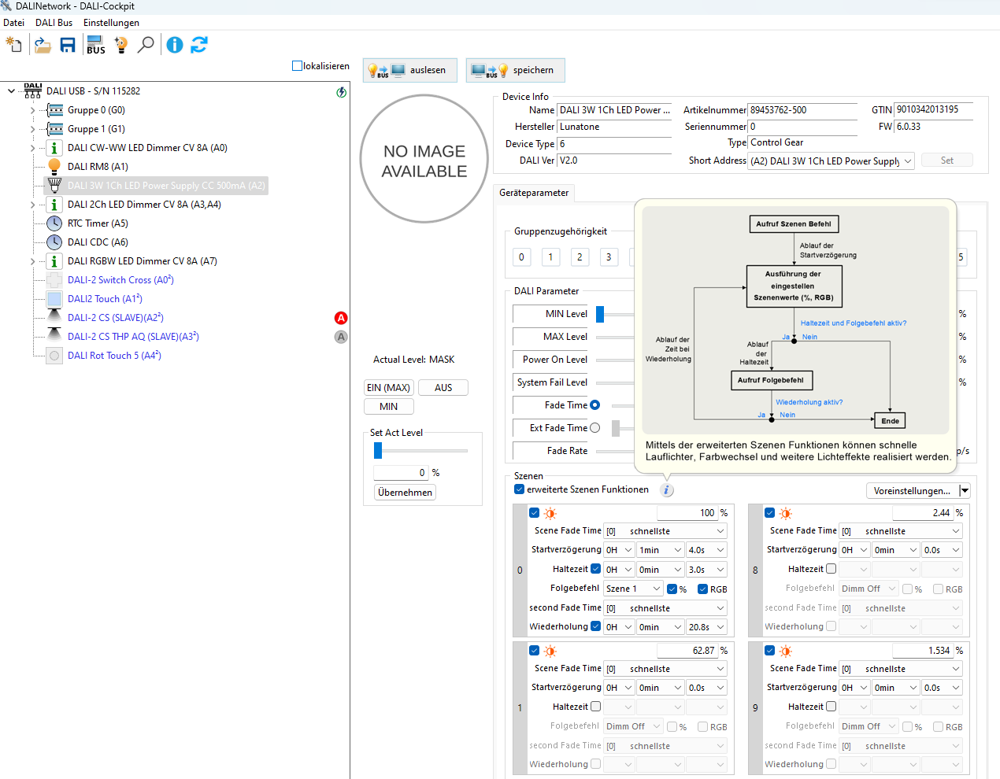 DALINetwork - DALI-Cockpit
Datei DALI Bus Einstellungen
BUS
lokalisieren
DALI
DALI USB - S/N 115282
Gruppe 0 (G0)
Gruppe 1 (G1)
DALI CW-WW LED Dimmer CV 8A (A0)
DALI RM8 (A1)
DALI 3W 1Ch LED Power Supply CC 500mA (A2)
DALI 2Ch LED Dimmer CV 8A (A3,A4)
RTC Timer (A5)
DALI CDC (A6)
DALI RGBW LED Dimmer CV 8A (A7)
DALI-2 Switch Cross (A0²)
DALI2 Touch (A1²)
DALI-2 CS (SLAVE)(A2²)
A
DALI-2 CS THP AQ (SLAVE)(A3²)
A
DALI Rot Touch 5 (A4²)
BUS auslesen
BUS speichern
NO IMAGE
AVAILABLE
Actual Level: MASK
EIN (MAX) AUS
MIN
Set Act Level
0 %
Übernehmen
Device Info
Name DALI 3W 1Ch LED Power ... Artikelnummer 89453762-500 GTIN 9010342013195
Hersteller Lunatone Seriennummer 0 FW 6.0.33
Device Type 6 Type Control Gear
DALI Ver V2.0 Short Address (A2) DALI 3W 1Ch LED Power Supply Set
Geräteparameter
Gruppenzugehörigkeit
0 1 2 3 5
DALI Parameter
MIN Level %
MAX Level %
Power On Level %
System Fail Level %
Fade Time
Ext Fade Time
Fade Rate p/s
Aufruf Szenen Befehl
Ablauf der
Startverzögerung
Ausführung der
eingestellen
Szenenwerte (%, RGB)
Haltezeit und Folgebefehl aktiv?
Ja Nein
Ablauf der
Zeit bei
Wiederholung
Ablauf
der
Haltezeit
Aufruf Folgebefehl
Wiederholung aktiv?
Ja Nein
Ende
Mittels der erweiterten Szenen Funktionen können schnelle
Lauflichter, Farbwechsel und weitere Lichteffekte realisiert werden.
Szenen
erweiterte Szenen Funktionen i Voreinstellungen...
0
100 %
Scene Fade Time [0] schnellste
Startverzögerung 0H 1min 4.0s
Haltezeit 0H 0min 3.0s
Folgebefehl Szene 1 % RGB
second Fade Time [0] schnellste
Wiederholung 0H 0min 20.8s
8
2.44 %
Scene Fade Time [0] schnellste
Startverzögerung 0H 0min 0.0s
Haltezeit
Folgebefehl Dimm Off % RGB
second Fade Time [0] schnellste
Wiederholung
1
62.87 %
Scene Fade Time [0] schnellste
Startverzögerung 0H 0min 0.0s
Haltezeit
Folgebefehl Dimm Off % RGB
second Fade Time [0] schnellste
Wiederholung
9
1.534 %
Scene Fade Time [0] schnellste
Startverzögerung 0H 0min 0.0s
Haltezeit
Folgebefehl Dimm Off % RGB
second Fade Time [0] schnellste
Wiederholung